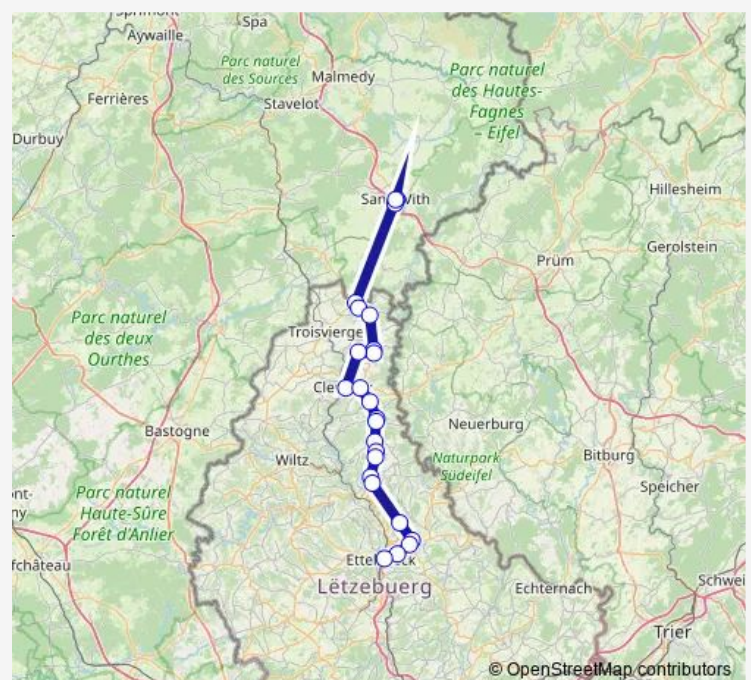 Spa
Aywaille
Parc naturel
des Sources
Malmedy
Parc naturel
des Hautes-
Fagnes
– Eifel
Ferrières
Stavelot
Durbuy
Hillesheim
Gerolstein
Prüm
Parc naturel
des deux
Ourthes
Neuerburg
Bastogne
Bitburg
Wiltz
Naturpark
Südeifel
Speicher
Parc naturel
Haute-Sûre
Forêt d'Anlier
Lëtzebuerg
Echternach
Trier
© OpenStreetMap contributors